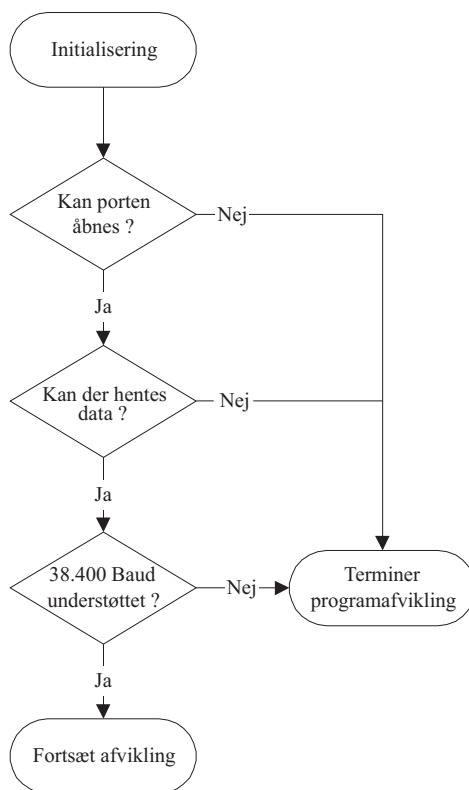 Initialisering
Kan porten
åbnes ?
Nej
Ja
Kan der hentes
data ?
Nej
Ja
38.400 Baud
understøttet ?
Nej
Terminer
programafvikling
Ja
Fortsæt afvikling